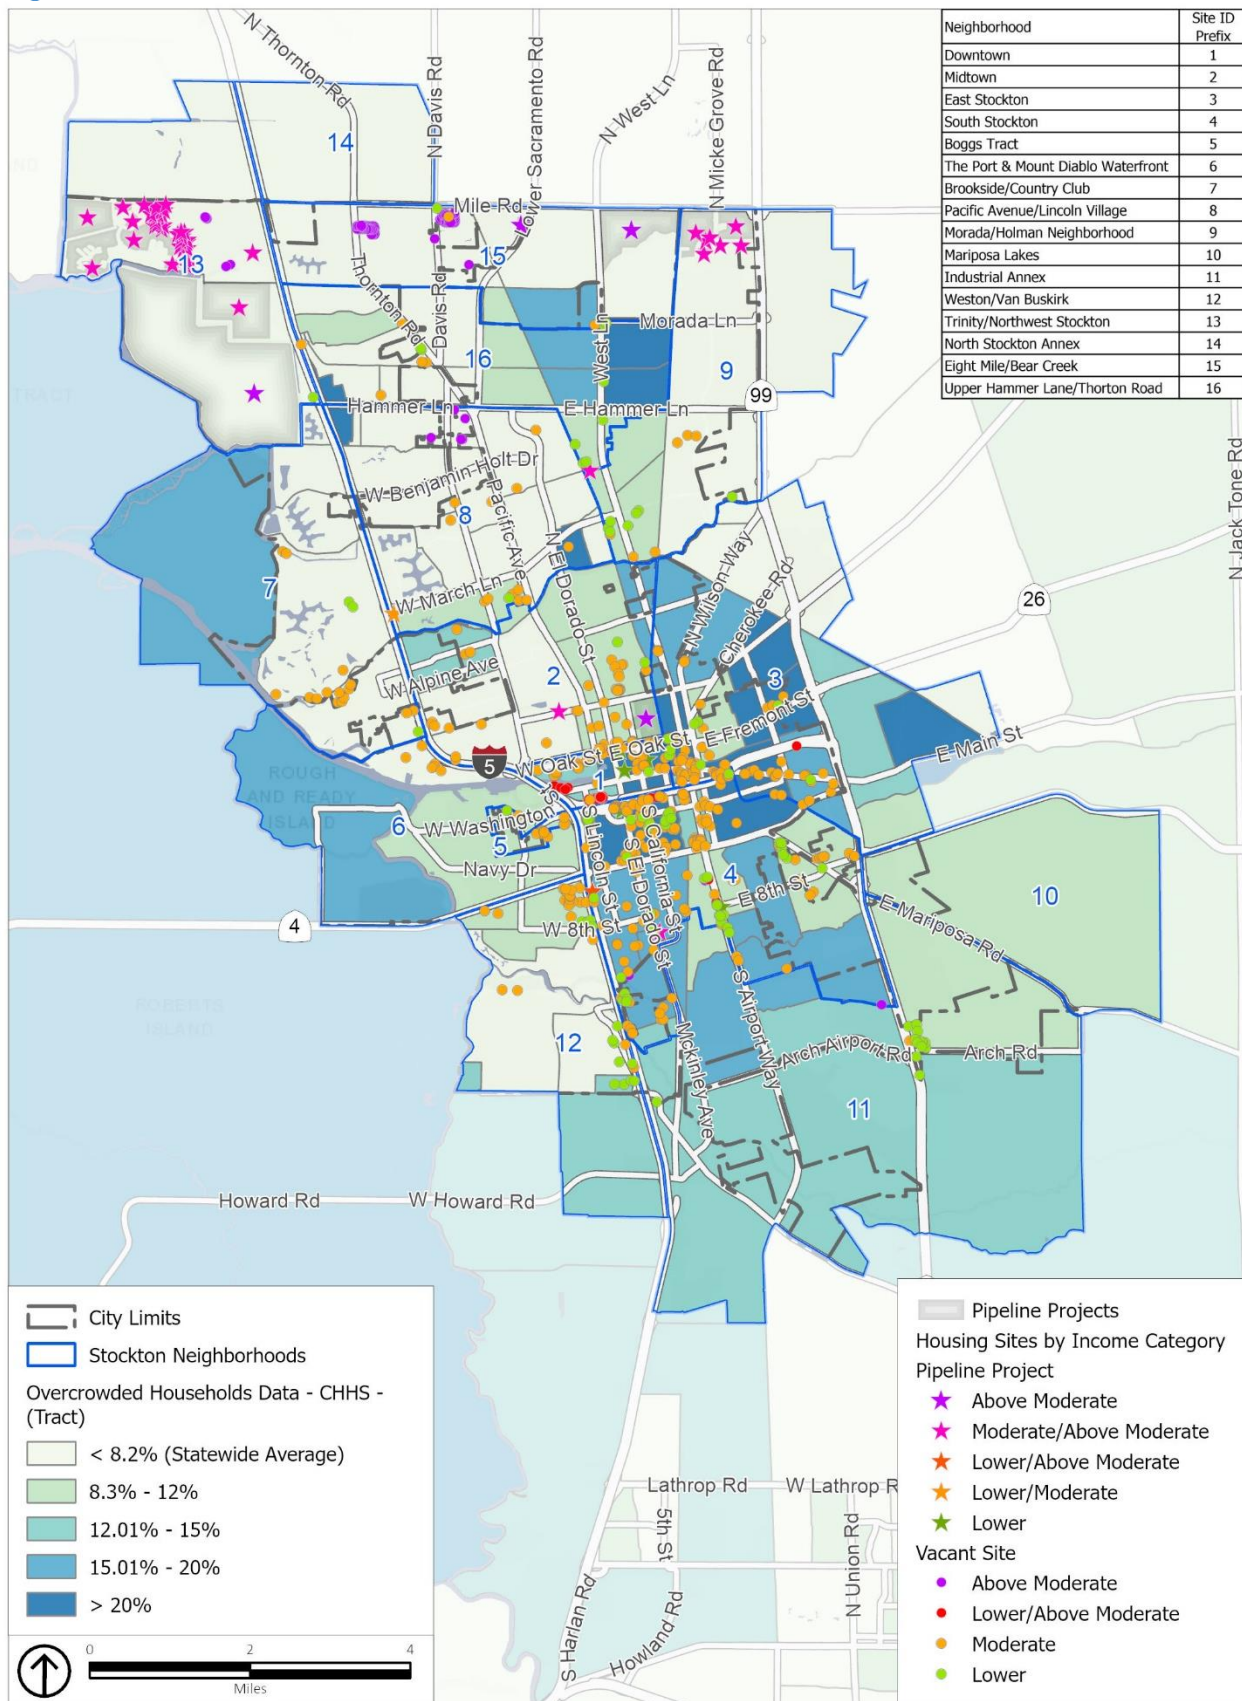 Neighborhood Site ID Prefix
Downtown 1
Midtown 2
East Stockton 3
South Stockton 4
Boggs Tract 5
The Port & Mount Diablo Waterfront 6
Brookside/Country Club 7
Pacific Avenue/Lincoln Village 8
Morada/Holman Neighborhood 9
Mariposa Lakes 10
Industrial Annex 11
Weston/Van Buskirk 12
Trinity/Northwest Stockton 13
North Stockton Annex 14
Eight Mile/Bear Creek 15
Upper Hammer Lane/Thorton Road 16
N Thornton Rd
N Davis Rd
Lower Sacramento Rd
N West Ln
N Micke Grove Rd
14
Mile Rd
13
15
Thornton Rd
Davis Rd
Morada Ln
West Ln
16
9
99
Hammer Ln
E Hammer Ln
TRACT
W Benjamin Holt Dr
Pacific Ave
8
N El Dorado St
N Wilson Way
Cherokee Rd
N Jack Tone Rd
7
W March Ln
26
W Alpine Ave
2
3
E Fremont St
E Main St
5
W Oak St
E Oak St
ROUGH
AND READY
ISLAND
1
6
W Washington St
5
S Lincoln St
S California St
S El Dorado St
Navy Dr
4
E 8th St
10
4
W 8th St
E Mariposa Rd
ROBERTS
ISLAND
12
S Airport Way
Mckinley Ave
Arch Airport Rd
Arch Rd
11
Howard Rd
W Howard Rd
Lathrop Rd
W Lathrop R
5th St
N Union Rd
S Harlan Rd
Howland Rd
City Limits
Stockton Neighborhoods
Overcrowded Households Data - CHHS -
(Tract)
< 8.2% (Statewide Average)
8.3% - 12%
12.01% - 15%
15.01% - 20%
> 20%
0 2 4
Miles
Pipeline Projects
Housing Sites by Income Category
Pipeline Project
Above Moderate
Moderate/Above Moderate
Lower/Above Moderate
Lower/Moderate
Lower
Vacant Site
Above Moderate
Lower/Above Moderate
Moderate
Lower